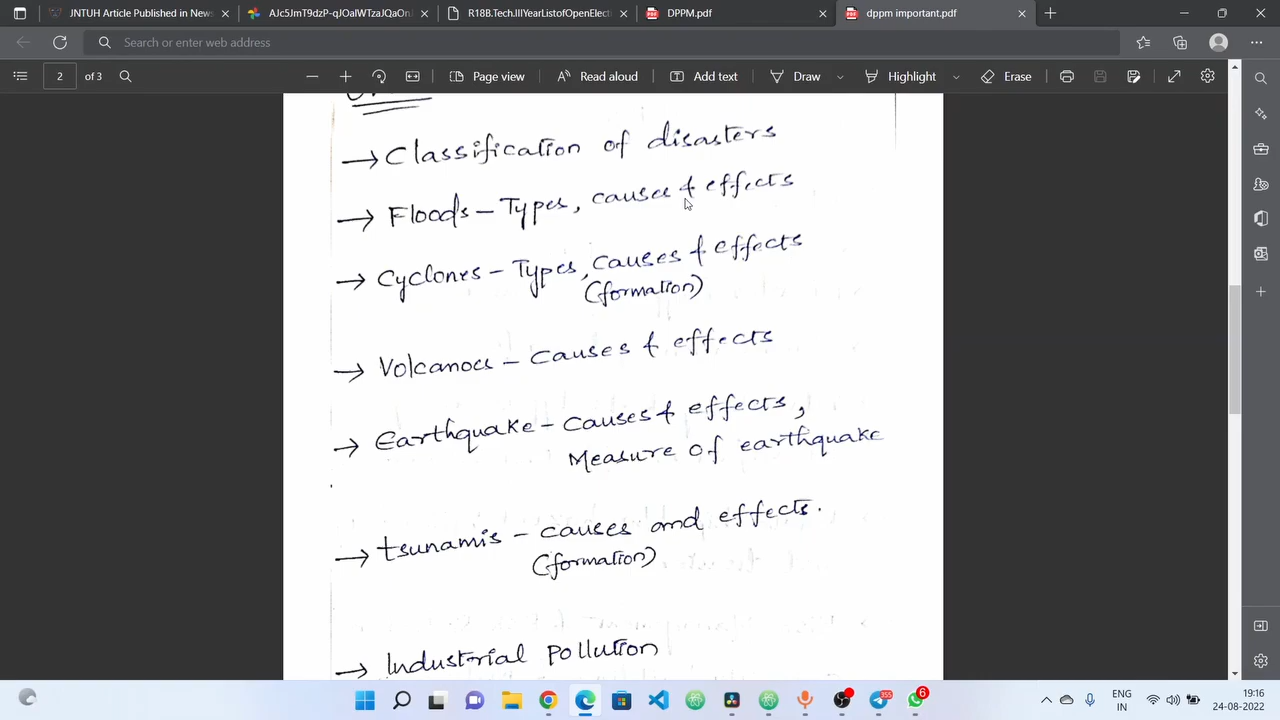 JNTUH Article Published in News
AJc5JmT9dzP-qJOalWTzaJQaOnl
R18B.Tech.IIIYearListofOpenElect
DPPM.pdf
dppm important.pdf
Search or enter web address
2 of 3
Page view
Read aloud
Add text
Draw
Highlight
Erase
→ Classification of disasters
→ Floods - Types, causes & effects
→ Cyclones - Types, causes & effects
(formation)
→ Volcanoes - causes & effects
→ Earthquake - causes & effects,
Measure of earthquake
→ tsunamis - causes and effects.
(formation)
→ Industrial pollution
355
6
ENG
IN
19:16
24-08-2022